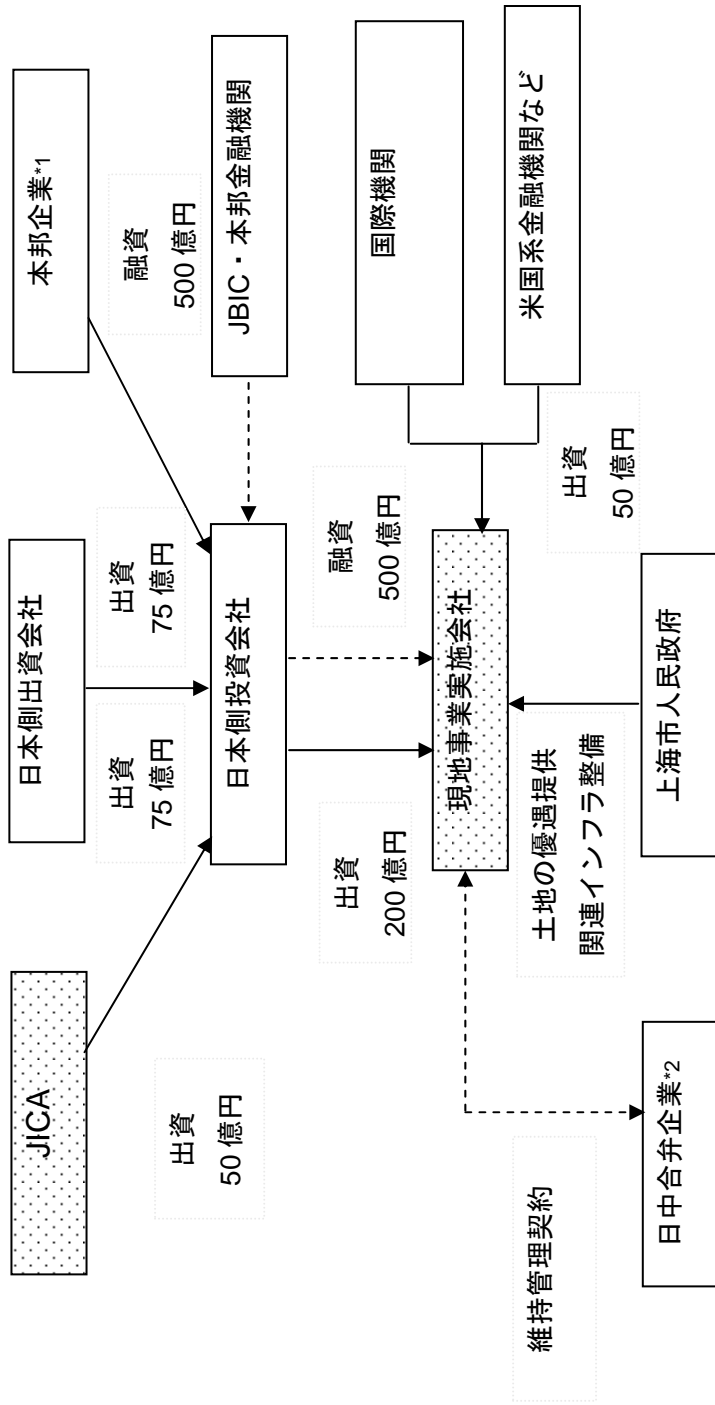 JICA
日本側出資会社
本邦企業*1
出資
50 億円
出資
75 億円
出資
75 億円
融資
500 億円
日本側投資会社
JBIC・本邦金融機関
出資
200 億円
融資
500 億円
国際機関
現地事業実施会社
米国系金融機関など
維持管理契約
土地の優遇提供
関連インフラ整備
出資
50 億円
日中合弁企業*2
上海市人民政府